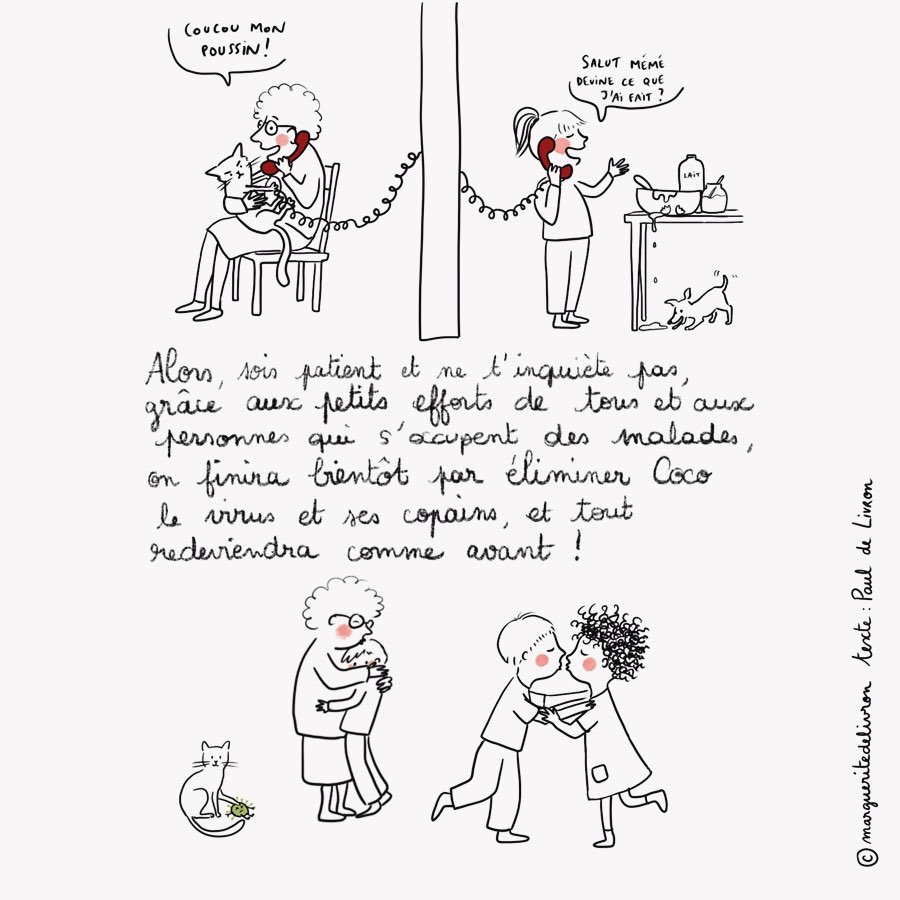 COUCOU MON
POUSSIN!
SALUT MÉMÉ
DEVINE CE QUE
J'AI FAIT?
LAIT
Alors, sois patient et ne t'inquiète pas,
grâce aux petits efforts de tous et aux
personnes qui s'occupent des malades,
on finira bientôt par éliminer Coco
le virus et ses copains, et tout
redeviendra comme avant !
©margueritedelivron texte : Paul de Livron